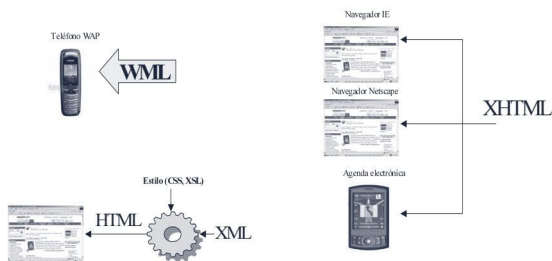 Teléfono WAP
WML
Navegador IE
Navegador Netscape
XHTML
Agenda electrónica
Estilo (CSS, XSL)
HTML
XML